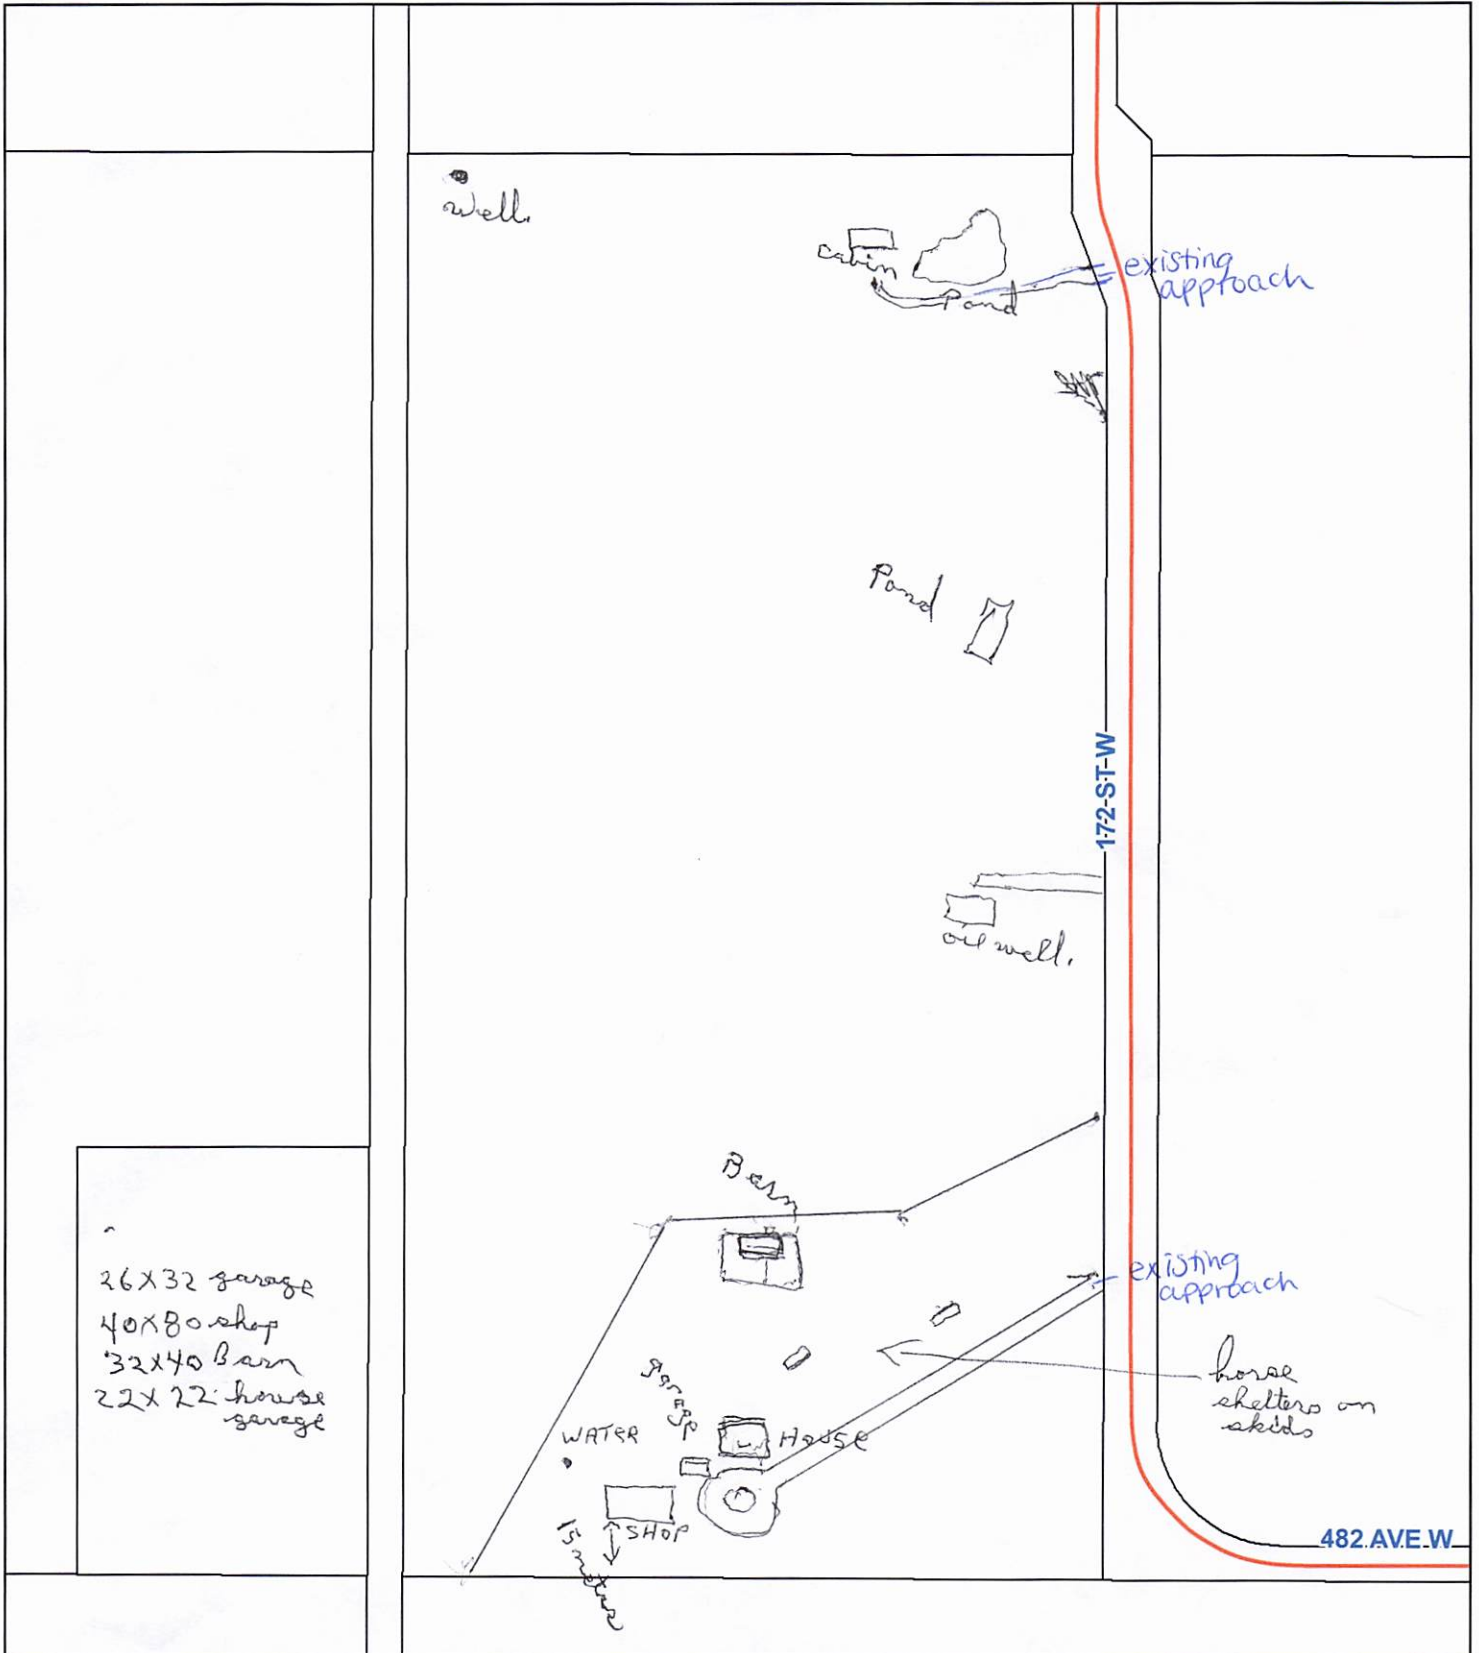 Well.
Cabin
Pond
existing
approach
Pond
172 ST W
oil well.
Barn
26X32 garage
40X80 shop
32X40 Barn
22X22 house
garage
existing
approach
horse
shelters on
skids
garage
WATER
House
SHOP
15 metres
482 AVE W